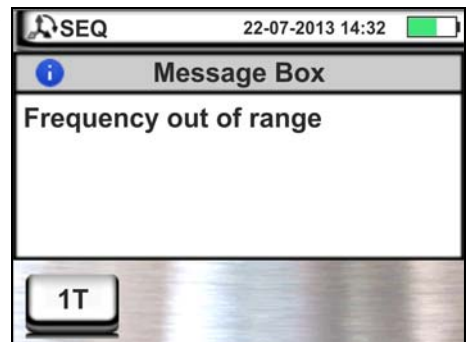 SEQ 22-07-2013 14:32
Message Box
Frequency out of range
1T